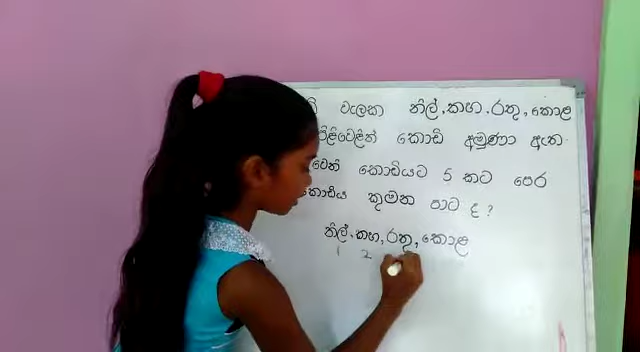 වැලක නිල්, කහ. රතු, කොළ
පිළිවෙළින් කොඩි අමුණා ඇත.
කොඩියට 5 කට පෙර
කොඩිය කුමන පාට ද ?
නිල්. කහ, රතු, කොළ
1 2